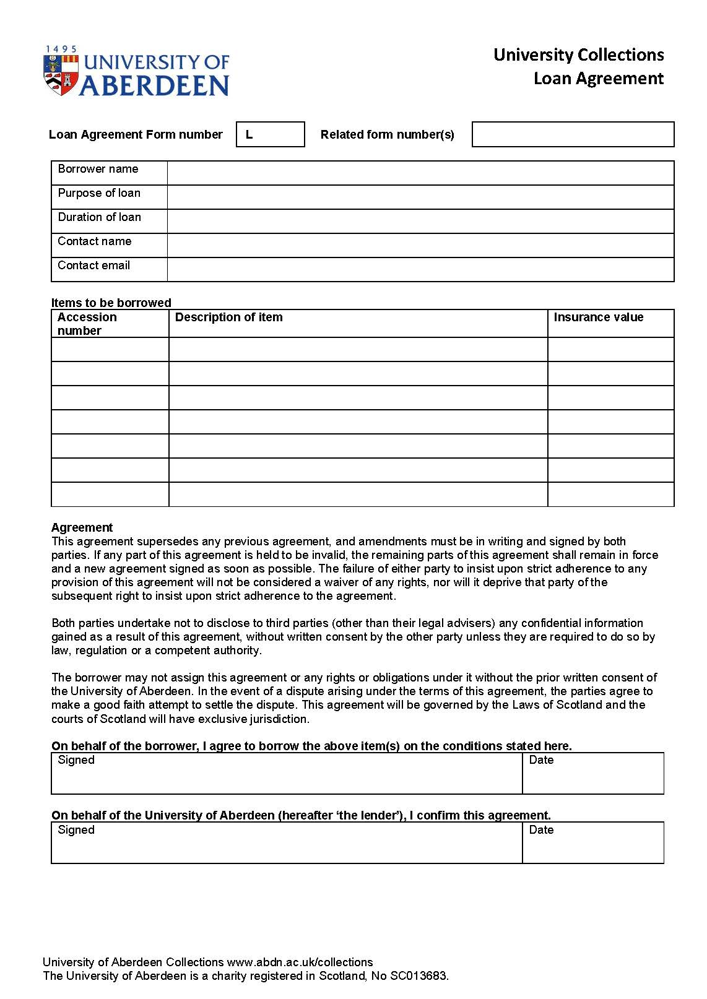 1495
UNIVERSITY OF
ABERDEEN
University Collections
Loan Agreement
Loan Agreement Form number L Related form number(s)
Borrower name
Purpose of loan
Duration of loan
Contact name
Contact email
Items to be borrowed
Accession number Description of item Insurance value
Agreement
This agreement supersedes any previous agreement, and amendments must be in writing and signed by both
parties. If any part of this agreement is held to be invalid, the remaining parts of this agreement shall remain in force
and a new agreement signed as soon as possible. The failure of either party to insist upon strict adherence to any
provision of this agreement will not be considered a waiver of any rights, nor will it deprive that party of the
subsequent right to insist upon strict adherence to the agreement.
Both parties undertake not to disclose to third parties (other than their legal advisers) any confidential information
gained as a result of this agreement, without written consent by the other party unless they are required to do so by
law, regulation or a competent authority.
The borrower may not assign this agreement or any rights or obligations under it without the prior written consent of
the University of Aberdeen. In the event of a dispute arising under the terms of this agreement, the parties agree to
make a good faith attempt to settle the dispute. This agreement will be governed by the Laws of Scotland and the
courts of Scotland will have exclusive jurisdiction.
On behalf of the borrower, I agree to borrow the above item(s) on the conditions stated here.
Signed Date
On behalf of the University of Aberdeen (hereafter ‘the lender’), I confirm this agreement.
Signed Date
University of Aberdeen Collections www.abdn.ac.uk/collections
The University of Aberdeen is a charity registered in Scotland, No SC013683.